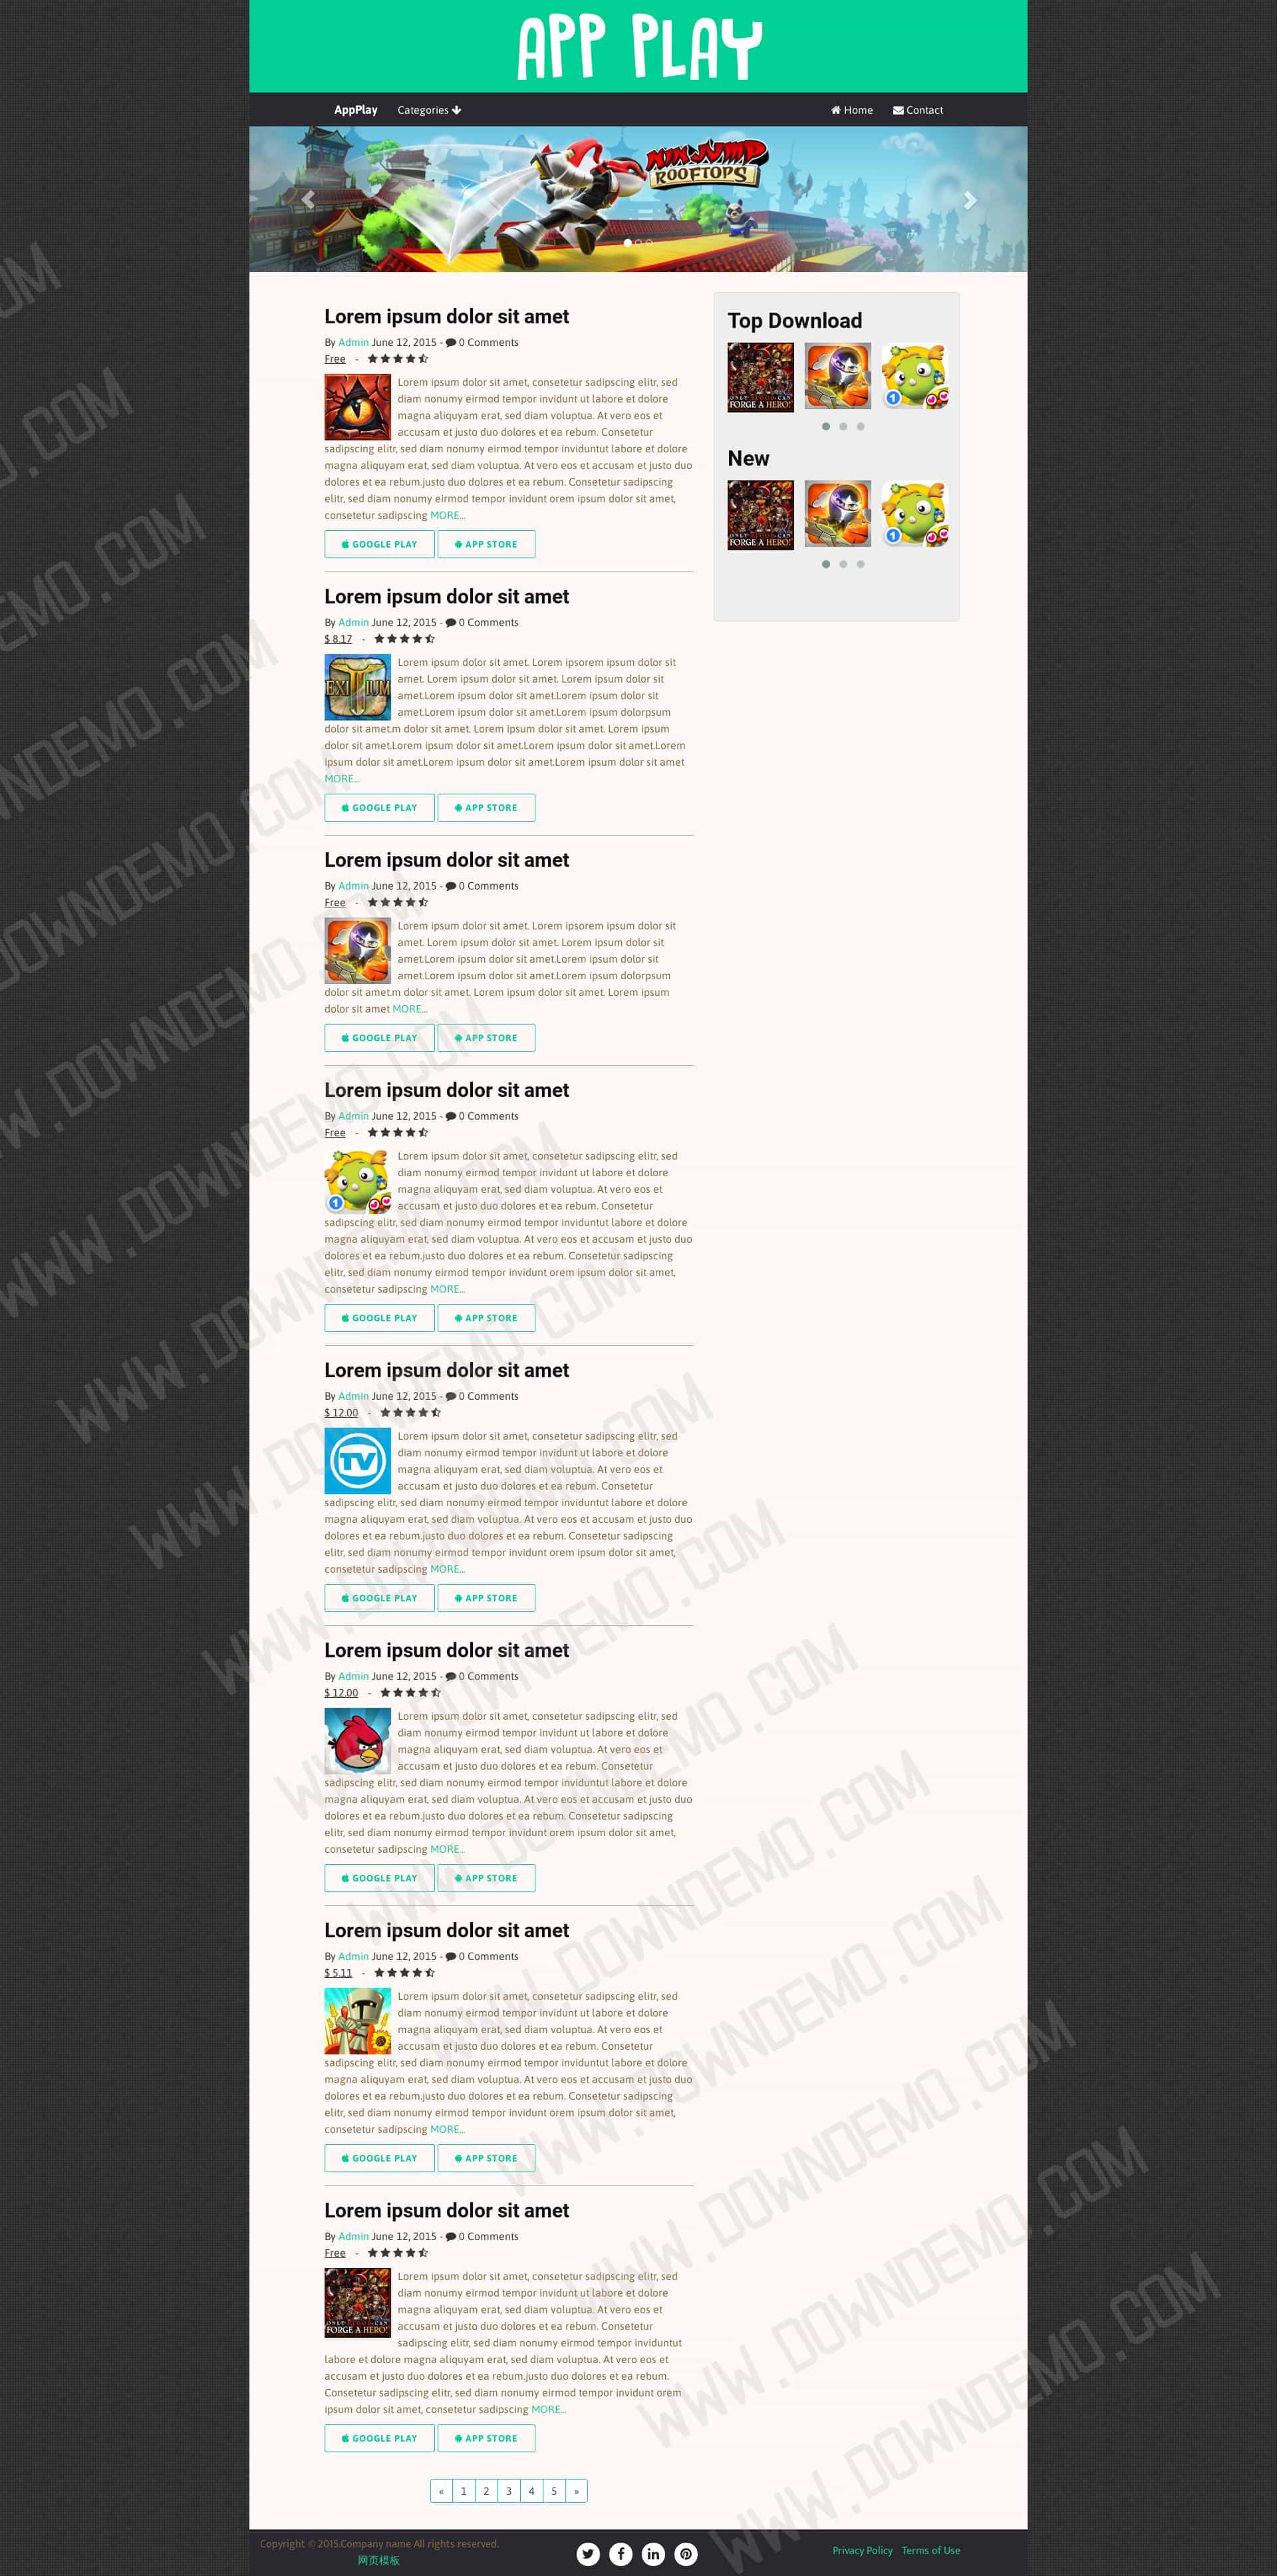 APP PLAY
AppPlay Categories Home Contact
NINJUMP
ROOFTOPS
Lorem ipsum dolor sit amet
By Admin June 12, 2015 - 0 Comments
Free -
Lorem ipsum dolor sit amet, consetetur sadipscing elitr, sed
diam nonumy eirmod tempor invidunt ut labore et dolore
magna aliquyam erat, sed diam voluptua. At vero eos et
accusam et justo duo dolores et ea rebum. Consetetur
sadipscing elitr, sed diam nonumy eirmod tempor inviduntut labore et dolore
magna aliquyam erat, sed diam voluptua. At vero eos et accusam et justo duo
dolores et ea rebum.justo duo dolores et ea rebum. Consetetur sadipscing
elitr, sed diam nonumy eirmod tempor invidunt orem ipsum dolor sit amet,
consetetur sadipscing MORE...
GOOGLE PLAY APP STORE
Lorem ipsum dolor sit amet
By Admin June 12, 2015 - 0 Comments
$ 8.17 -
EXITIUM
Lorem ipsum dolor sit amet. Lorem ipsorem ipsum dolor sit
amet. Lorem ipsum dolor sit amet. Lorem ipsum dolor sit
amet.Lorem ipsum dolor sit amet.Lorem ipsum dolor sit
amet.Lorem ipsum dolor sit amet.Lorem ipsum dolorpsum
dolor sit amet.m dolor sit amet. Lorem ipsum dolor sit amet. Lorem ipsum
dolor sit amet.Lorem ipsum dolor sit amet.Lorem ipsum dolor sit amet.Lorem
ipsum dolor sit amet.Lorem ipsum dolor sit amet.Lorem ipsum dolor sit amet
MORE...
GOOGLE PLAY APP STORE
Lorem ipsum dolor sit amet
By Admin June 12, 2015 - 0 Comments
Free -
Lorem ipsum dolor sit amet. Lorem ipsorem ipsum dolor sit
amet. Lorem ipsum dolor sit amet. Lorem ipsum dolor sit
amet.Lorem ipsum dolor sit amet.Lorem ipsum dolor sit
amet.Lorem ipsum dolor sit amet.Lorem ipsum dolorpsum
dolor sit amet.m dolor sit amet. Lorem ipsum dolor sit amet. Lorem ipsum
dolor sit amet MORE...
GOOGLE PLAY APP STORE
Lorem ipsum dolor sit amet
By Admin June 12, 2015 - 0 Comments
Free -
1
Lorem ipsum dolor sit amet, consetetur sadipscing elitr, sed
diam nonumy eirmod tempor invidunt ut labore et dolore
magna aliquyam erat, sed diam voluptua. At vero eos et
accusam et justo duo dolores et ea rebum. Consetetur
sadipscing elitr, sed diam nonumy eirmod tempor inviduntut labore et dolore
magna aliquyam erat, sed diam voluptua. At vero eos et accusam et justo duo
dolores et ea rebum.justo duo dolores et ea rebum. Consetetur sadipscing
elitr, sed diam nonumy eirmod tempor invidunt orem ipsum dolor sit amet,
consetetur sadipscing MORE...
GOOGLE PLAY APP STORE
Lorem ipsum dolor sit amet
By Admin June 12, 2015 - 0 Comments
$ 12.00 -
TV
Lorem ipsum dolor sit amet, consetetur sadipscing elitr, sed
diam nonumy eirmod tempor invidunt ut labore et dolore
magna aliquyam erat, sed diam voluptua. At vero eos et
accusam et justo duo dolores et ea rebum. Consetetur
sadipscing elitr, sed diam nonumy eirmod tempor inviduntut labore et dolore
magna aliquyam erat, sed diam voluptua. At vero eos et accusam et justo duo
dolores et ea rebum.justo duo dolores et ea rebum. Consetetur sadipscing
elitr, sed diam nonumy eirmod tempor invidunt orem ipsum dolor sit amet,
consetetur sadipscing MORE...
GOOGLE PLAY APP STORE
Lorem ipsum dolor sit amet
By Admin June 12, 2015 - 0 Comments
$ 12.00 -
Lorem ipsum dolor sit amet, consetetur sadipscing elitr, sed
diam nonumy eirmod tempor invidunt ut labore et dolore
magna aliquyam erat, sed diam voluptua. At vero eos et
accusam et justo duo dolores et ea rebum. Consetetur
sadipscing elitr, sed diam nonumy eirmod tempor inviduntut labore et dolore
magna aliquyam erat, sed diam voluptua. At vero eos et accusam et justo duo
dolores et ea rebum.justo duo dolores et ea rebum. Consetetur sadipscing
elitr, sed diam nonumy eirmod tempor invidunt orem ipsum dolor sit amet,
consetetur sadipscing MORE...
GOOGLE PLAY APP STORE
Lorem ipsum dolor sit amet
By Admin June 12, 2015 - 0 Comments
$ 5.11 -
Lorem ipsum dolor sit amet, consetetur sadipscing elitr, sed
diam nonumy eirmod tempor invidunt ut labore et dolore
magna aliquyam erat, sed diam voluptua. At vero eos et
accusam et justo duo dolores et ea rebum. Consetetur
sadipscing elitr, sed diam nonumy eirmod tempor inviduntut labore et dolore
magna aliquyam erat, sed diam voluptua. At vero eos et accusam et justo duo
dolores et ea rebum.justo duo dolores et ea rebum. Consetetur sadipscing
elitr, sed diam nonumy eirmod tempor invidunt orem ipsum dolor sit amet,
consetetur sadipscing MORE...
GOOGLE PLAY APP STORE
Lorem ipsum dolor sit amet
By Admin June 12, 2015 - 0 Comments
Free -
ONLY BLOOD CAN
FORGE A HERO!
Lorem ipsum dolor sit amet, consetetur sadipscing elitr, sed
diam nonumy eirmod tempor invidunt ut labore et dolore
magna aliquyam erat, sed diam voluptua. At vero eos et
accusam et justo duo dolores et ea rebum. Consetetur
sadipscing elitr, sed diam nonumy eirmod tempor inviduntut
labore et dolore magna aliquyam erat, sed diam voluptua. At vero eos et
accusam et justo duo dolores et ea rebum.justo duo dolores et ea rebum.
Consetetur sadipscing elitr, sed diam nonumy eirmod tempor invidunt orem
ipsum dolor sit amet, consetetur sadipscing MORE...
GOOGLE PLAY APP STORE
« 1 2 3 4 5 »
Top Download
ONLY BLOOD CAN
FORGE A HERO!
1
New
ONLY BLOOD CAN
FORGE A HERO!
1
Copyright © 2015.Company name All rights reserved.
网页模板
Privacy Policy Terms of Use
WWW.DOWNDEMO.COM